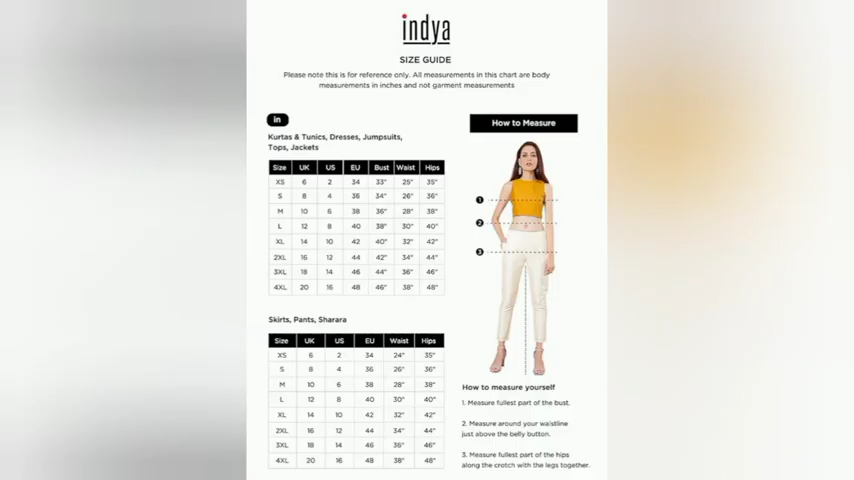 indya
SIZE GUIDE
Please note this is for reference only. All measurements in this chart are body
measurements in inches and not garment measurements
in
Kurtas & Tunics, Dresses, Jumpsuits,
Tops, Jackets
Size UK US EU Bust Waist Hips
XS 6 2 34 33" 25" 35"
S 8 4 36 34" 26" 36"
M 10 6 38 36" 28" 38"
L 12 8 40 38" 30" 40"
XL 14 10 42 40" 32" 42"
2XL 16 12 44 42" 34" 44"
3XL 18 14 46 44" 36" 46"
4XL 20 16 48 46" 38" 48"
Skirts, Pants, Sharara
Size UK US EU Waist Hips
XS 6 2 34 24" 35"
S 8 4 36 26" 36"
M 10 6 38 28" 38"
L 12 8 40 30" 40"
XL 14 10 42 32" 42"
2XL 16 12 44 34" 44"
3XL 18 14 46 36" 46"
4XL 20 16 48 38" 48"
How to Measure
1
2
3
How to measure yourself
1. Measure fullest part of the bust.
2. Measure around your waistline
just above the belly button.
3. Measure fullest part of the hips
along the crotch with the legs together.